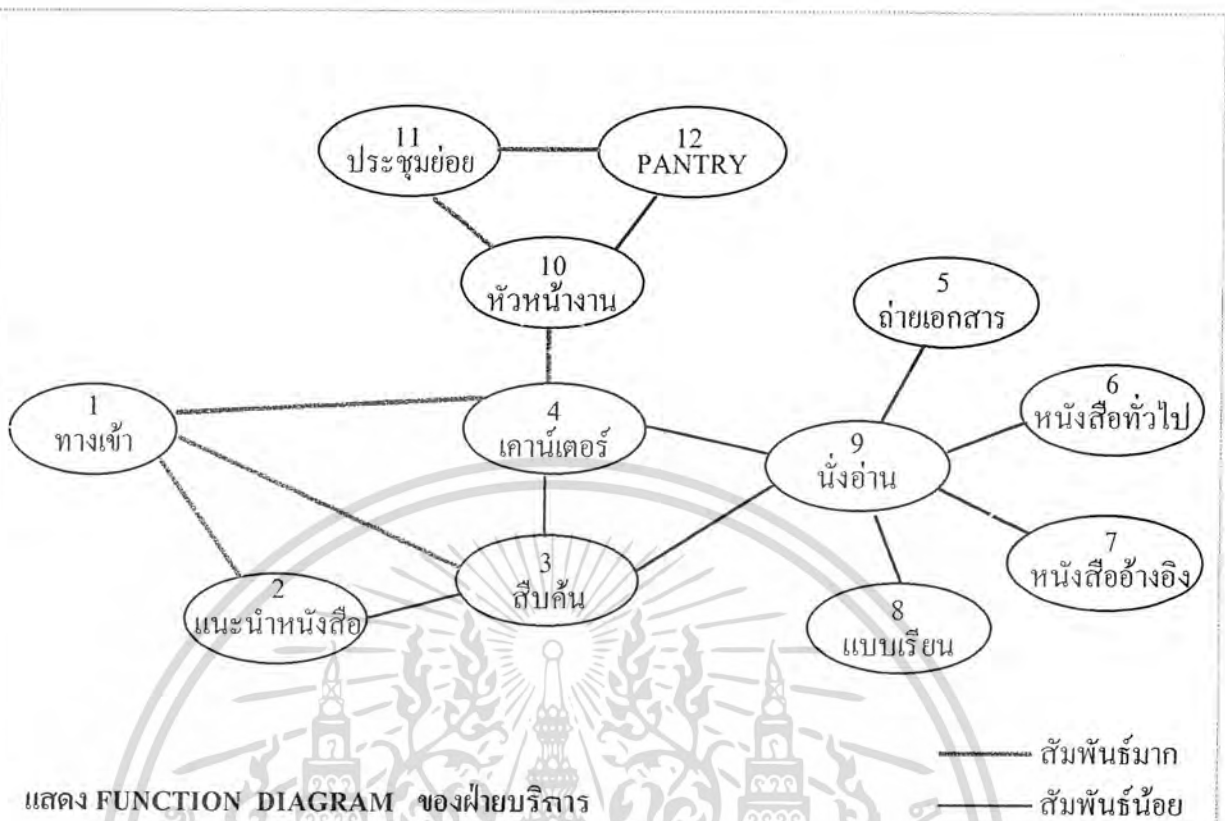 11
ประชุมย่อย
12
PANTRY
10
หัวหน้างาน
5
ถ่ายเอกสาร
1
ทางเข้า
4
เคาน์เตอร์
6
หนังสือทั่วไป
9
นั่งอ่าน
3
สืบค้น
7
หนังสืออ้างอิง
2
แนะนำหนังสือ
8
แบบเรียน
สัมพันธ์มาก
แสดง FUNCTION DIAGRAM ของฝ่ายบริการ
สัมพันธ์น้อย